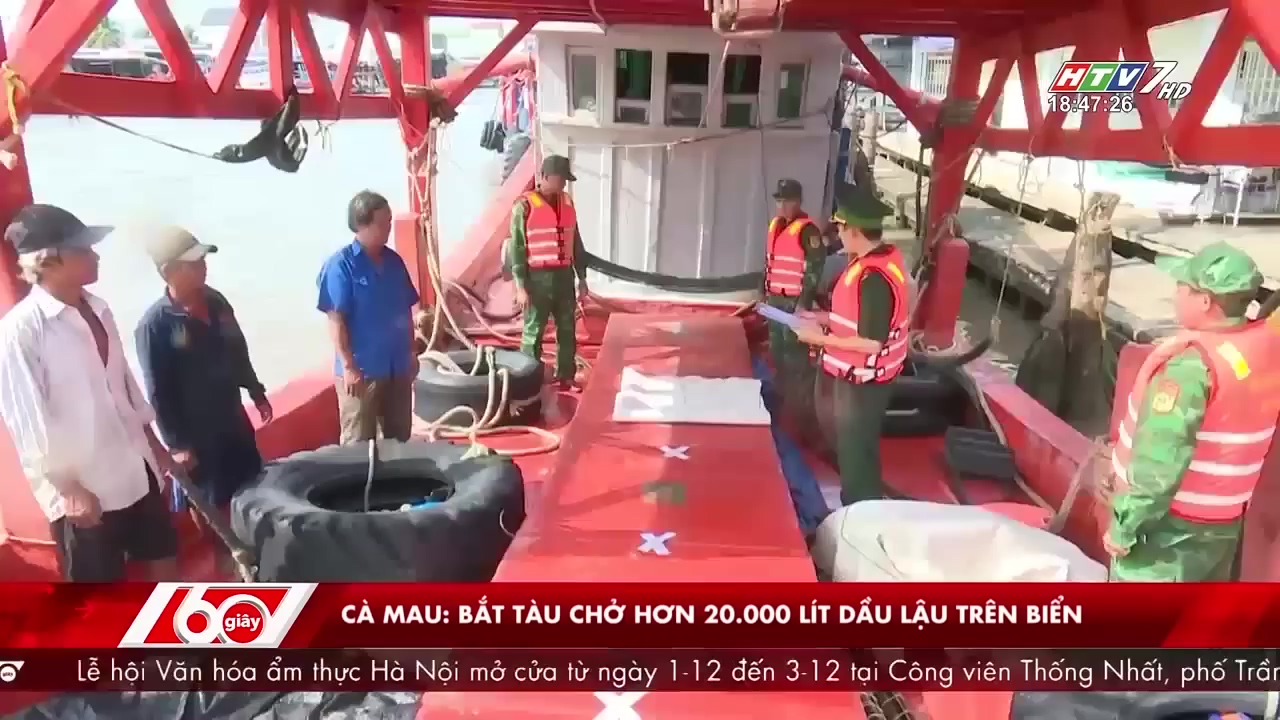 HTV7 HD
18:47:26
60 giây
CÀ MAU: BẮT TÀU CHỞ HƠN 20.000 LÍT DẦU LẬU TRÊN BIỂN
Lễ hội Văn hóa ẩm thực Hà Nội mở cửa từ ngày 1-12 đến 3-12 tại Công viên Thống Nhất, phố Trần